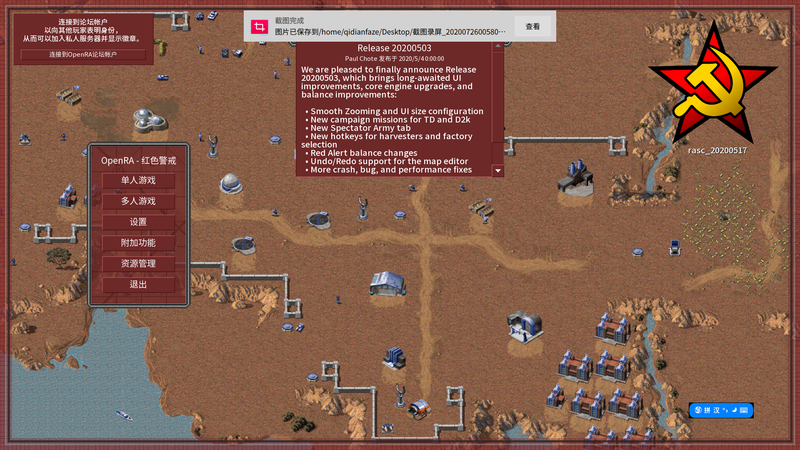 连接到论坛帐户
以向其他玩家表明身份,
从而可以加入私人服务器并显示徽章。
连接到OpenRA论坛帐户
截图完成
图片已保存到/home/qidianfaze/Desktop/截图录屏_2020072600580···
查看
Release 20200503
Paul Chote 发布于 2020/5/4 0:00:00
We are pleased to finally announce Release
20200503, which brings long-awaited UI
improvements, core engine upgrades, and
balance improvements:
• Smooth Zooming and UI size configuration
• New campaign missions for TD and D2k
• New Spectator Army tab
• New hotkeys for harvesters and factory
selection
• Red Alert balance changes
• Undo/Redo support for the map editor
• More crash, bug, and performance fixes
rasc_20200517
OpenRA - 红色警戒
单人游戏
多人游戏
设置
附加功能
资源管理
退出
拼 汉